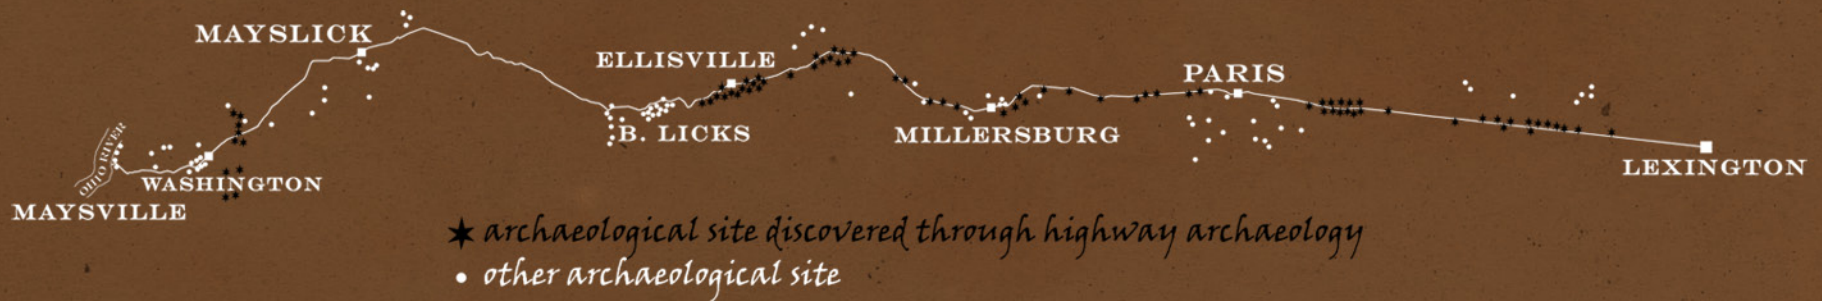 MAYSLICK
ELLISVILLE
PARIS
OHIO RIVER
B. LICKS
MILLERSBURG
LEXINGTON
WASHINGTON
MAYSVILLE
archaeological site discovered through highway archaeology
other archaeological site